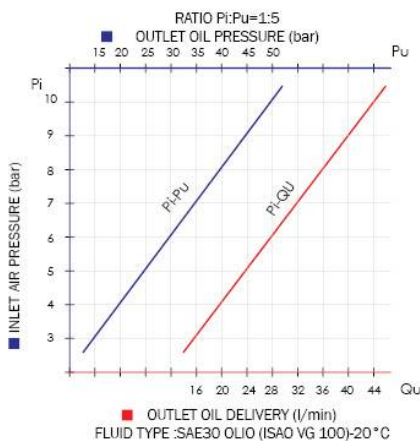 RATIO Pi:Pu=1:5
OUTLET OIL PRESSURE (bar)
15 20 25 30 35 40 45 50 Pu
Pi
10
9
8
7
6
5
4
3
INLET AIR PRESSURE (bar)
Pi-PU
Pi-QU
16 20 24 28 32 36 40 44 Qu
OUTLET OIL DELIVERY (l/min)
FLUID TYPE :SAE30 OLIO (ISAO VG 100)-20°C